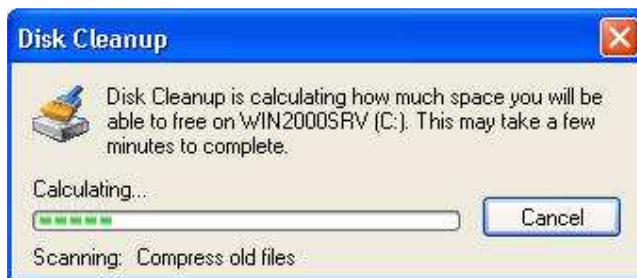 Disk Cleanup
Disk Cleanup is calculating how much space you will be
able to free on WIN2000SRV (C:). This may take a few
minutes to complete.
Calculating...
Cancel
Scanning: Compress old files